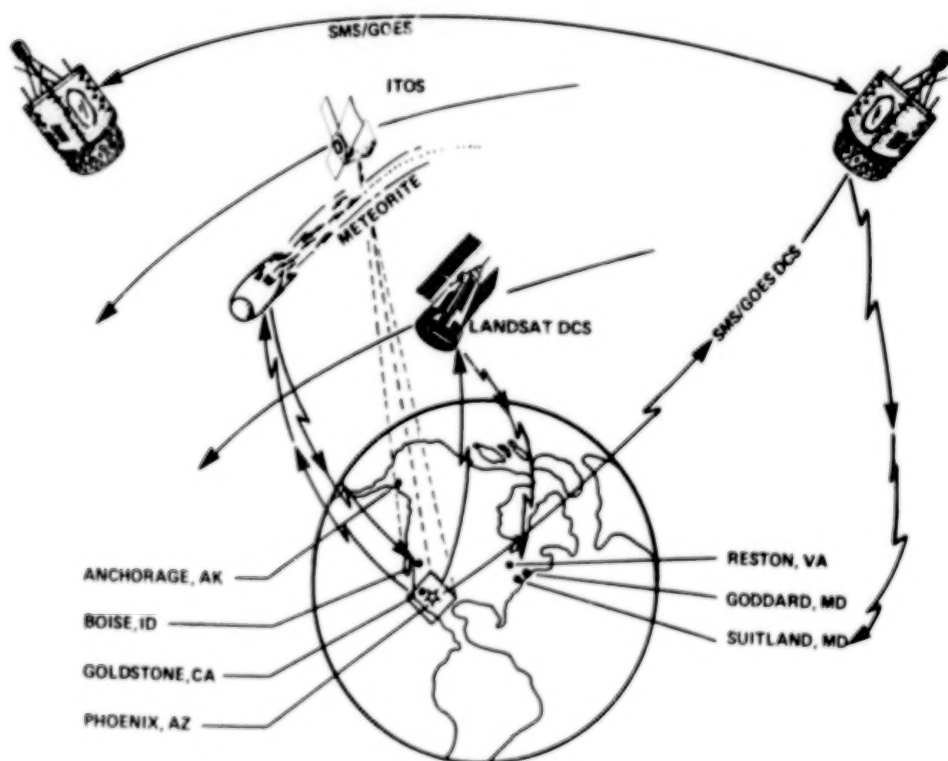 SMS/GOES
ITOS
METEORITE
LANDSAT DCS
SMS/GOES DCS
ANCHORAGE, AK
BOISE, ID
GOLDSTONE, CA
PHOENIX, AZ
RESTON, VA
GODDARD, MD
SUITLAND, MD